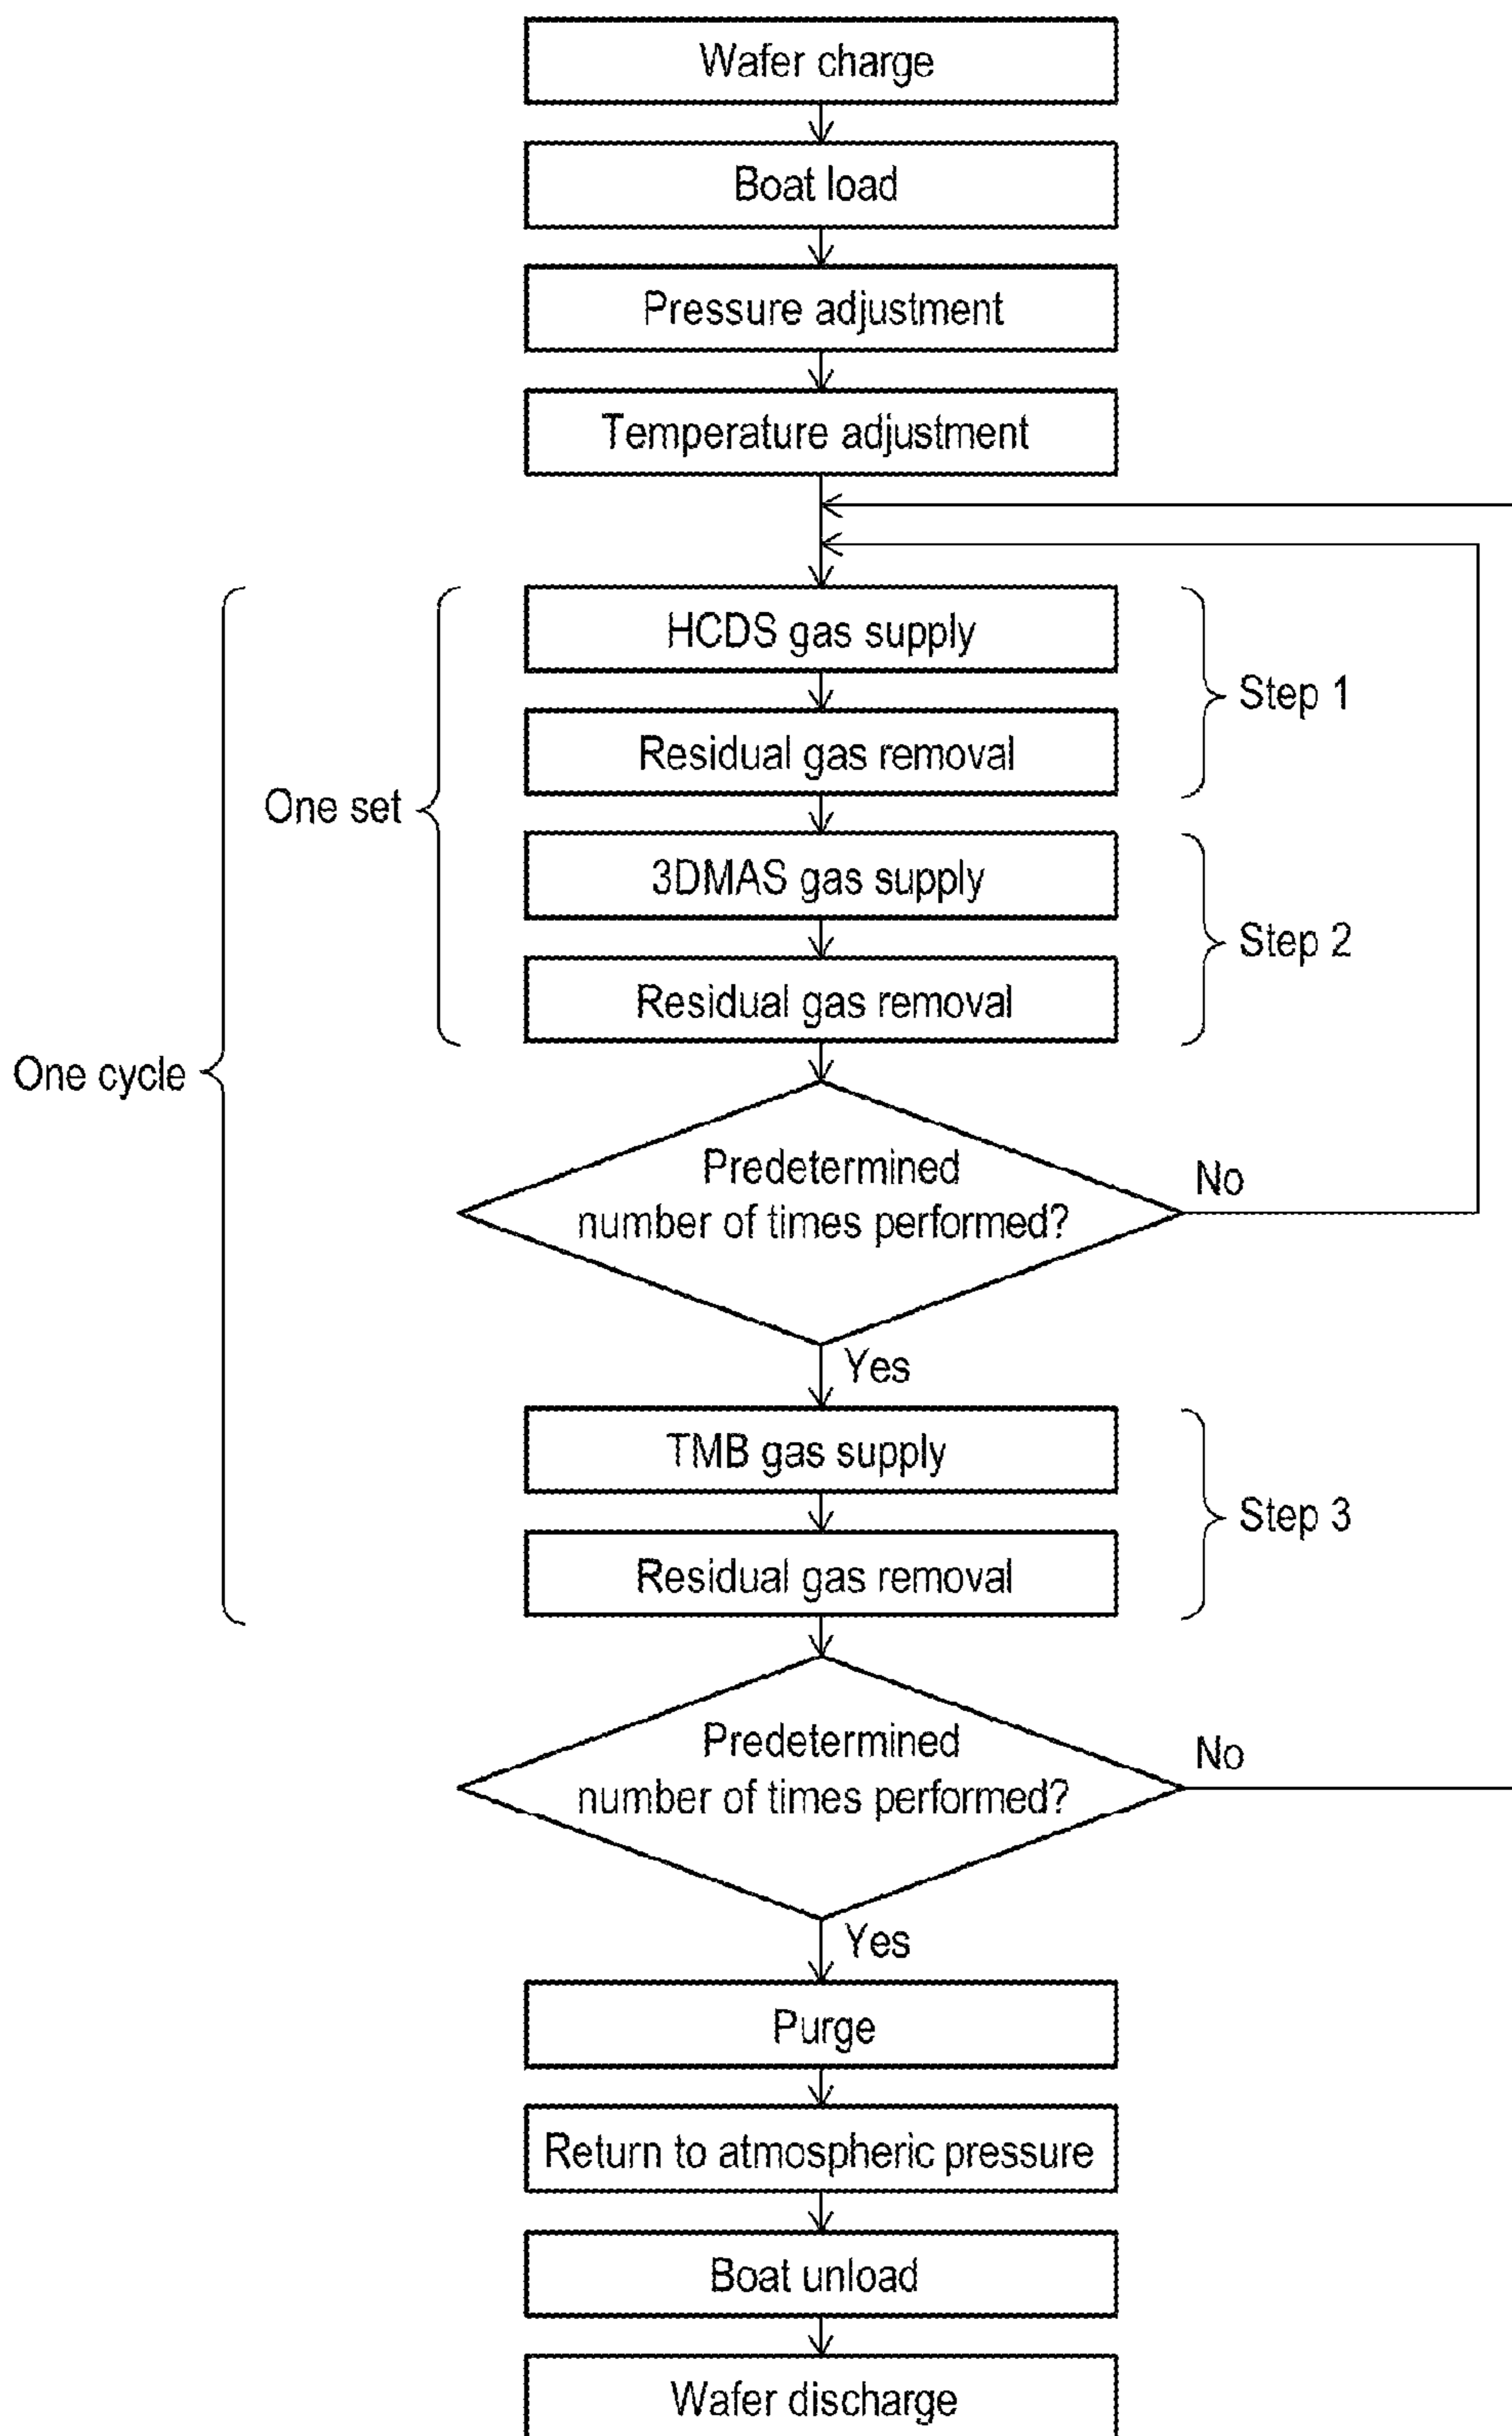 Wafer charge
Boat load
Pressure adjustment
Temperature adjustment
HCDS gas supply
Step 1
Residual gas removal
One set
3DMAS gas supply
Step 2
Residual gas removal
One cycle
Predetermined
number of times performed?
No
Yes
TMB gas supply
Step 3
Residual gas removal
Predetermined
number of times performed?
No
Yes
Purge
Return to atmospheric pressure
Boat unload
Wafer discharge